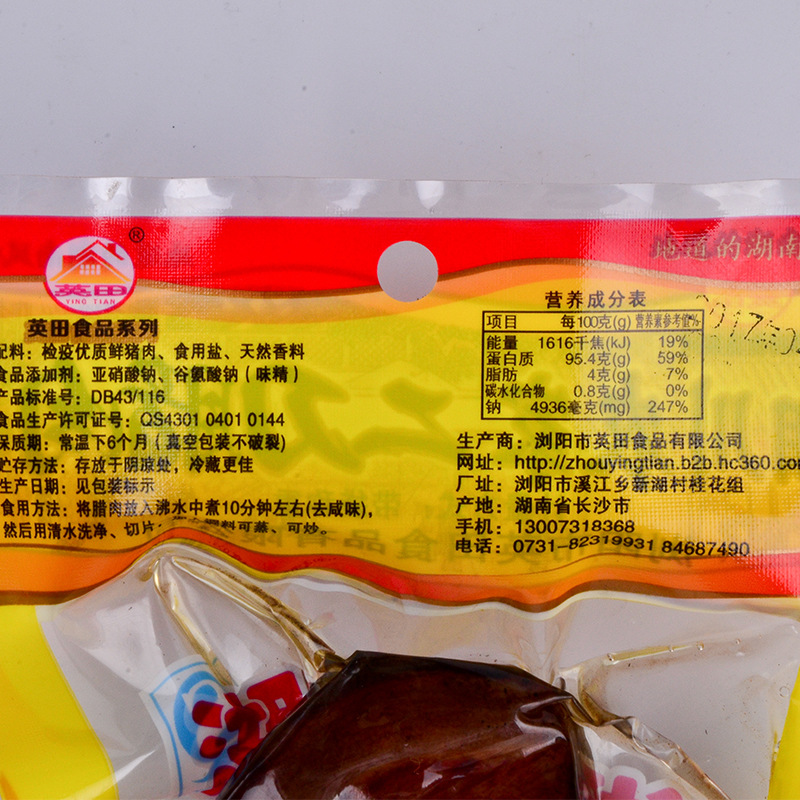 地道的湖南
英田
YING TIAN
®
英田食品系列
配料：检疫优质鲜猪肉、食用盐、天然香料
食品添加剂：亚硝酸钠、谷氨酸钠（味精）
产品标准号：DB43/116
食品生产许可证号：QS4301 0401 0144
保质期：常温下6个月（真空包装不破裂）
贮存方法：存放于阴凉处，冷藏更佳
生产日期：见包装标示
食用方法：将腊肉放入沸水中煮10分钟左右(去咸味)，
然后用清水洗净、切片，调料可蒸、可炒。
营养成分表
项目 每100克(g) 营养素参考值%
能量 1616千焦(kJ) 19%
蛋白质 95.4克(g) 59%
脂肪 4克(g) 7%
碳水化合物 0.8克(g) 0%
钠 4936毫克(mg) 247%
生产商：浏阳市英田食品有限公司
网址：http://zhouyingtian.b2b.hc360.com
厂址：浏阳市溪江乡新湖村桂花组
产地：湖南省长沙市
手机：13007318368
电话：0731-82319931 84687490